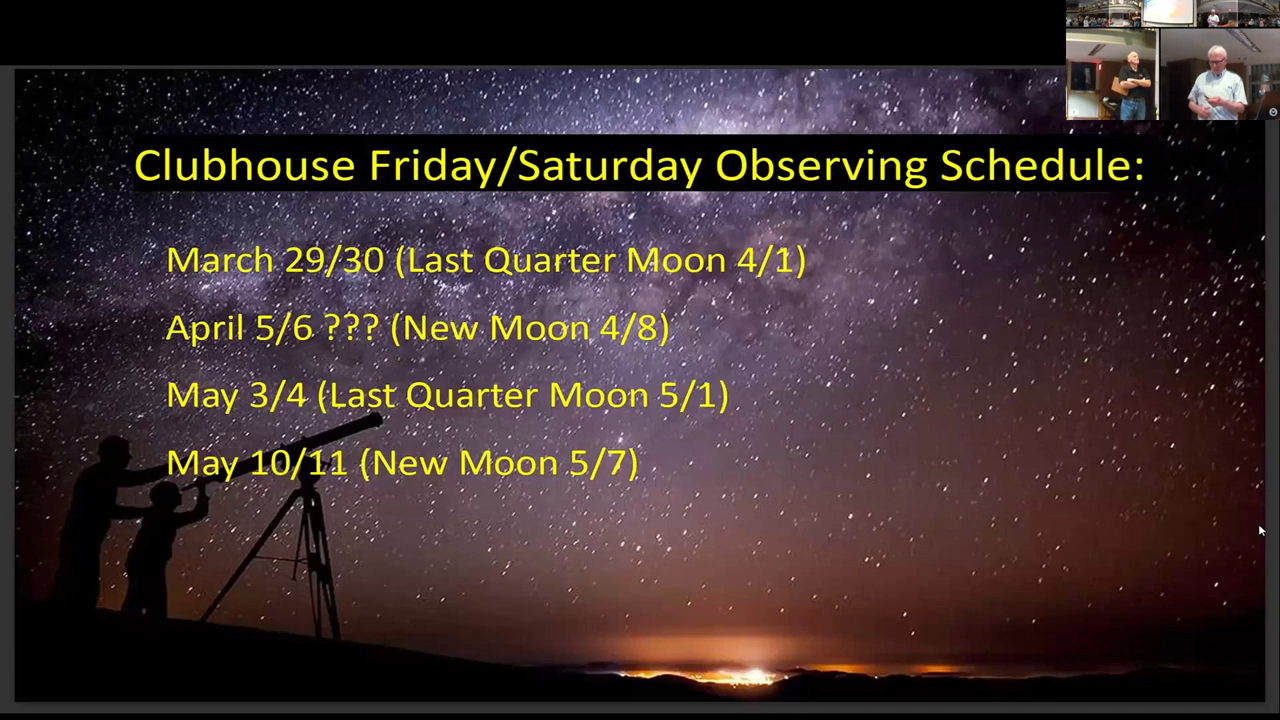 Clubhouse Friday/Saturday Observing Schedule:
March 29/30 (Last Quarter Moon 4/1)
April 5/6 ??? (New Moon 4/8)
May 3/4 (Last Quarter Moon 5/1)
May 10/11 (New Moon 5/7)